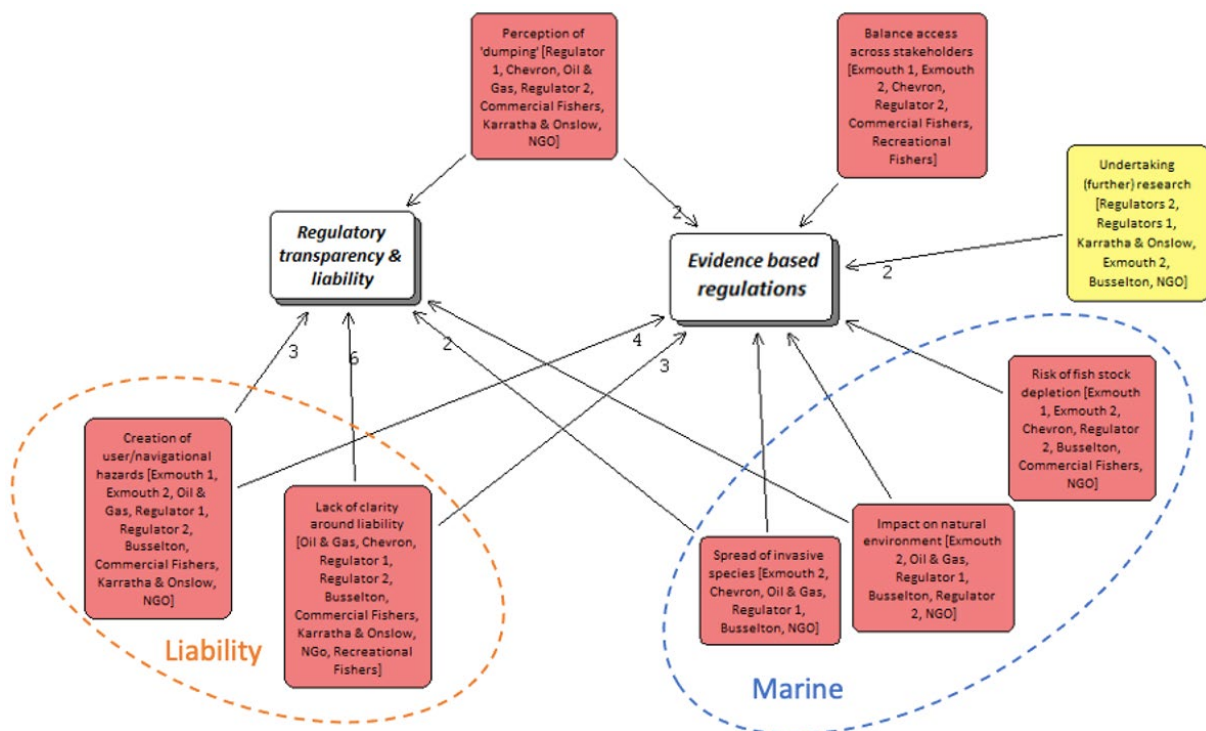 Perception of
'dumping' [Regulator
1, Chevron, Oil &
Gas, Regulator 2,
Commercial Fishers,
Karratha & Onslow,
NGO]
Balance access
across stakeholders
[Exmouth 1, Exmouth
2, Chevron,
Regulator 2,
Commercial Fishers,
Recreational
Fishers]
Undertaking
(further) research
[Regulators 2,
Regulators 1,
Karratha & Onslow,
Exmouth 2,
Busselton, NGO]
Regulatory
transparency &
liability
2
Evidence based
regulations
2
3
6
2
4
3
Creation of
user/navigational
hazards [Exmouth 1,
Exmouth 2, Oil &
Gas, Regulator 1,
Regulator 2,
Busselton,
Commercial Fishers,
Karratha & Onslow,
NGO]
Lack of clarity
around liability
[Oil & Gas, Chevron,
Regulator 1,
Regulator 2,
Busselton,
Commercial Fishers,
Karratha & Onslow,
NGo, Recreational
Fishers]
Spread of invasive
species [Exmouth 2,
Chevron, Oil & Gas,
Regulator 1,
Busselton, NGO]
Impact on natural
environment [Exmouth
2, Oil & Gas,
Regulator 1,
Busselton, Regulator
2, NGO]
Risk of fish stock
depletion [Exmouth
1, Exmouth 2,
Chevron, Regulator
2, Busselton,
Commercial Fishers,
NGO]
Liability
Marine